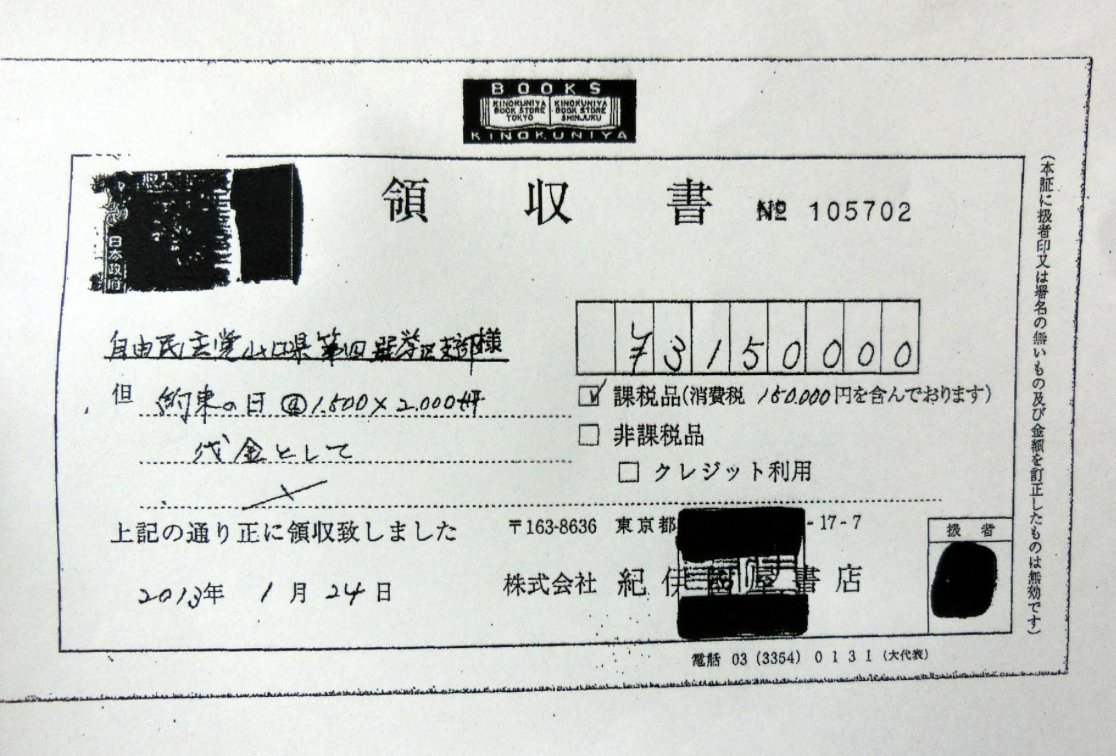 BOOKS
KINOKUNIYA BOOK STORE TOKYO
KINOKUNIYA BOOK STORE SHINJUKU
KINOKUNIYA
領収書 № 105702
日本政府
自由民主党山口県第四選挙区支部様
¥3150000
但 約束の日 @1.500×2.000冊
代金として
☑ 課税品(消費税 150.000円を含んでおります)
□ 非課税品
□ クレジット利用
上記の通り正に領収致しました
2013年 1月24日
〒163-8636 東京都 -17-7
株式会社 紀伊國屋書店
電話 03 (3354) 0131 (大代表)
扱者
(本証に扱者印又は署名の無いもの及び金額を訂正したものは無効です)